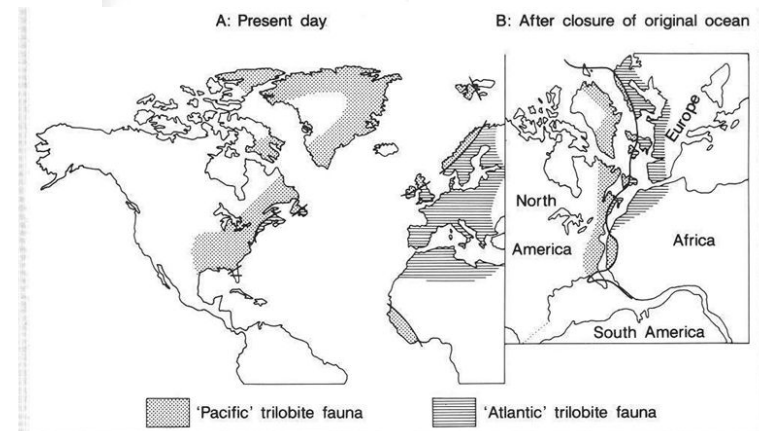 A: Present day
B: After closure of original ocean
Europe
North
America
Africa
South America
'Pacific' trilobite fauna
'Atlantic' trilobite fauna